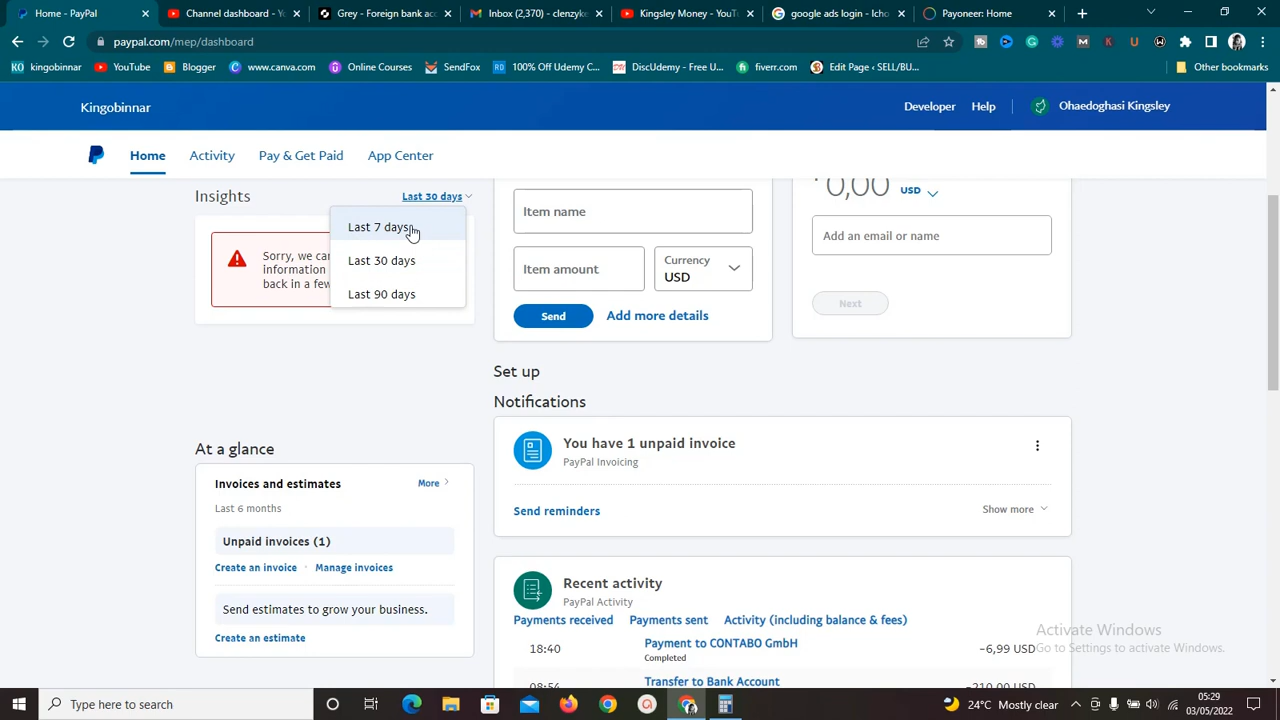 Home - PayPal
Channel dashboard - Yo
Grey - Foreign bank acc
Inbox (2,370) - clenzyke
Kingsley Money - YouTu
google ads login - Icho
Payoneer: Home
paypal.com/mep/dashboard
kingobinnar
YouTube
Blogger
www.canva.com
Online Courses
SendFox
100% Off Udemy C...
DiscUdemy - Free U...
fiverr.com
Edit Page ‹ SELL/BU...
Other bookmarks
Kingobinnar
Developer
Help
Ohaedoghasi Kingsley
Home
Activity
Pay & Get Paid
App Center
Insights
Last 30 days
Last 7 days
Last 30 days
Last 90 days
Sorry, we can
information
back in a few
Item name
Item amount
Currency
USD
Send
Add more details
0,00 USD
Add an email or name
Next
Set up
Notifications
You have 1 unpaid invoice
PayPal Invoicing
Send reminders
Show more
At a glance
Invoices and estimates
More
Last 6 months
Unpaid invoices (1)
Create an invoice · Manage invoices
Send estimates to grow your business.
Create an estimate
Recent activity
PayPal Activity
Payments received Payments sent Activity (including balance & fees)
18:40 Payment to CONTABO GmbH -6,99 USD
Completed
08:54 Transfer to Bank Account -210,00 USD
Activate Windows
Go to Settings to activate Windows.
Type here to search
24°C Mostly clear
05:29
03/05/2022